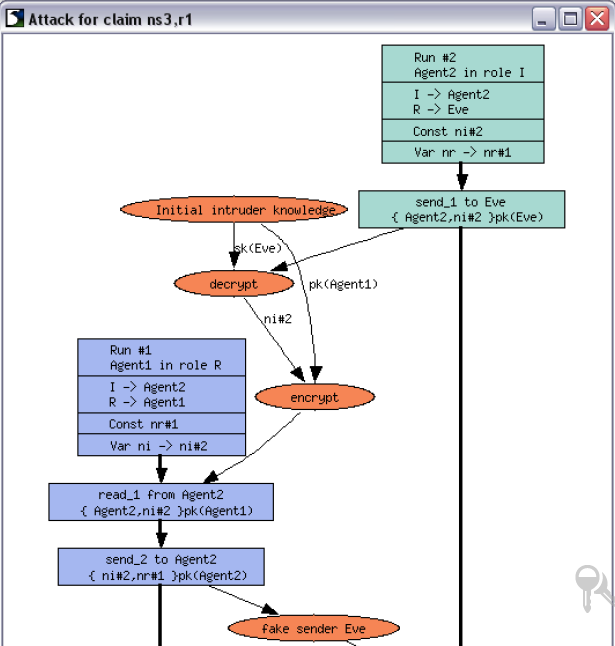 Attack for claim ns3,r1
Run #2
Agent2 in role I
I -> Agent2
R -> Eve
Const ni#2
Var nr -> nr#1
send_1 to Eve
{ Agent2,ni#2 }pk(Eve)
Initial intruder knowledge
sk(Eve)
decrypt
pk(Agent1)
ni#2
Run #1
Agent1 in role R
I -> Agent2
R -> Agent1
Const nr#1
Var ni -> ni#2
encrypt
read_1 from Agent2
{ Agent2,ni#2 }pk(Agent1)
send_2 to Agent2
{ ni#2,nr#1 }pk(Agent2)
fake sender Eve